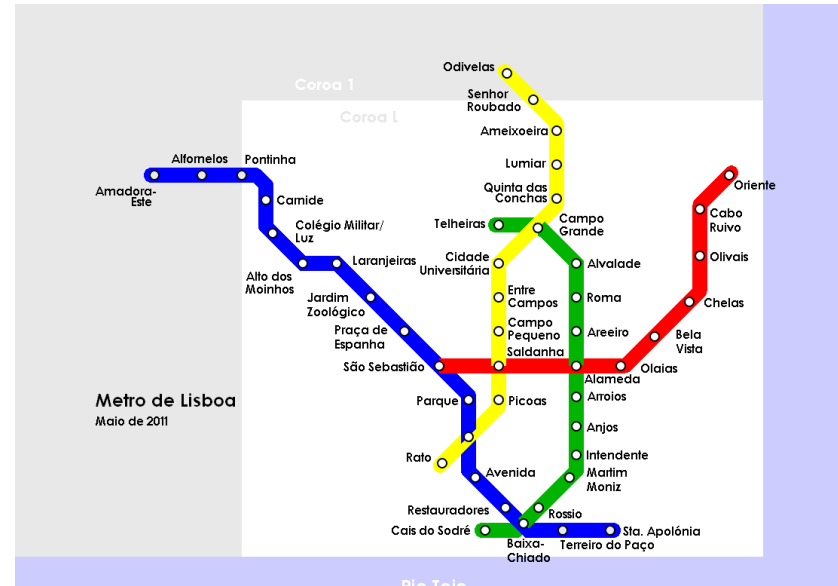 Odivelas
Coroa 1
Senhor
Roubado
Coroa L
Ameixoeira
Alfornelos
Pontinha
Lumiar
Amadora-
Este
Quinta das
Conchas
Oriente
Camide
Telheiras
Campo
Grande
Cabo
Ruivo
Colégio Militar/
Luz
Cidade
Universitária
Alvalade
Olivais
Alto dos
Moinhos
Laranjeiras
Jardim
Zoológico
Entre
Campos
Roma
Chelas
Praça de
Espanha
Campo
Pequeno
Areeiro
Bela
Vista
São Sebastião
Saldanha
Alameda
Olaias
Metro de Lisboa
Maio de 2011
Parque
Picoas
Arroios
Anjos
Rato
Intendente
Avenida
Martim
Moniz
Restauradores
Rossio
Cais do Sodré
Baixa-
Chiado
Terreiro do Paço
Sta. Apolónia
Rio Tejo